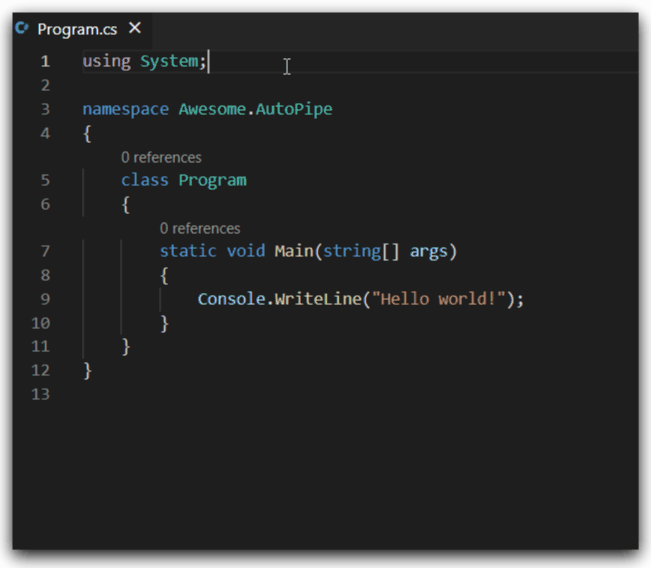 Program.cs
1 using System;
2
3 namespace Awesome.AutoPipe
4 {
0 references
5 class Program
6 {
0 references
7 static void Main(string[] args)
8 {
9 Console.WriteLine("Hello world!");
10 }
11 }
12 }
13